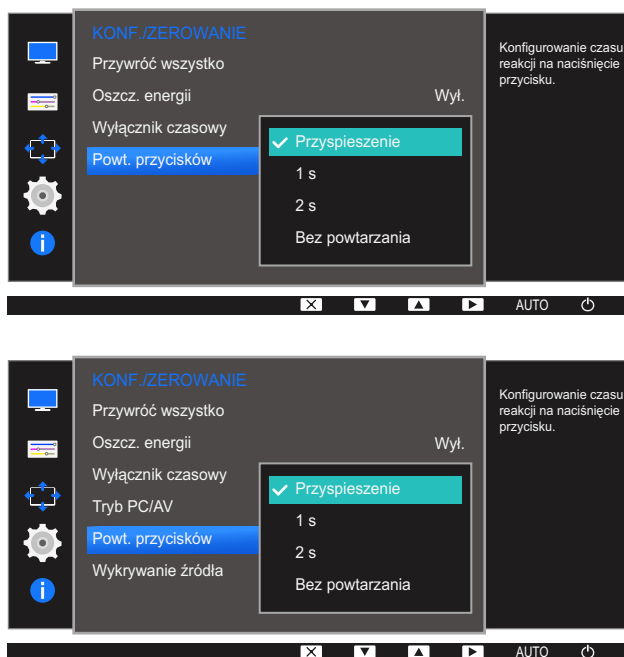 KONF./ZEROWANIE
Przywróć wszystko
Oszcz. energii Wył.
Wyłącznik czasowy
Powt. przycisków
Przyspieszenie
1 s
2 s
Bez powtarzania
Konfigurowanie czasu
reakcji na naciśnięcie
przycisku.
AUTO
KONF./ZEROWANIE
Przywróć wszystko
Oszcz. energii Wył.
Wyłącznik czasowy
Tryb PC/AV
Powt. przycisków
Wykrywanie źródła
Przyspieszenie
1 s
2 s
Bez powtarzania
Konfigurowanie czasu
reakcji na naciśnięcie
przycisku.
AUTO